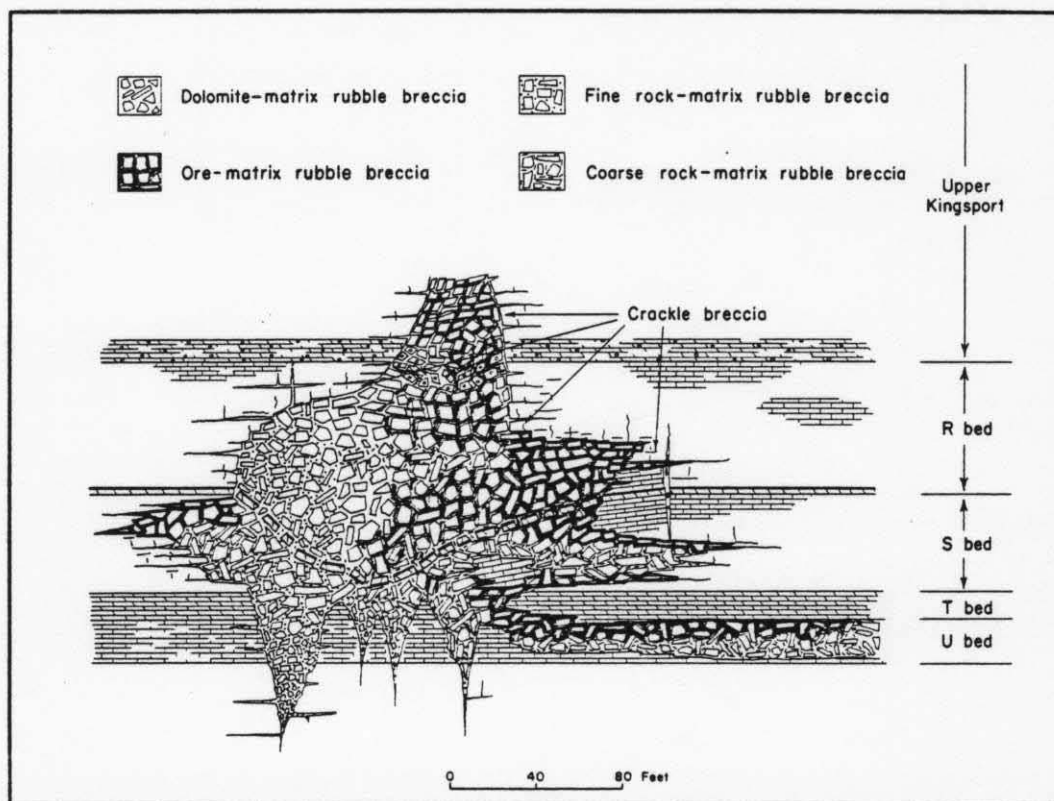 Dolomite-matrix rubble breccia
Fine rock-matrix rubble breccia
Ore-matrix rubble breccia
Coarse rock-matrix rubble breccia
Upper
Kingsport
Crackle breccia
R bed
S bed
T bed
U bed
0 40 80 Feet